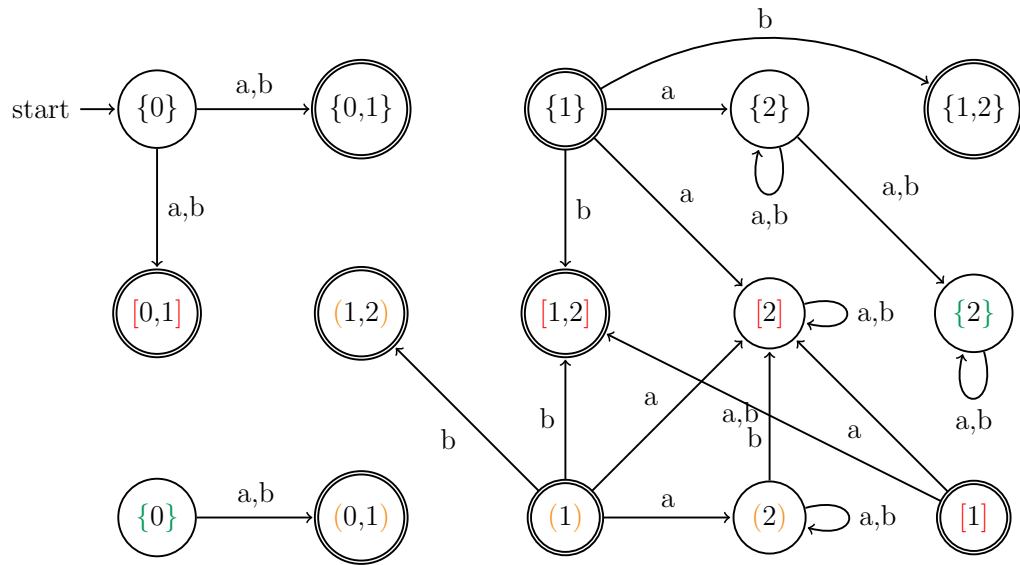 b
start
{0}
a,b
{0,1}
{1}
a
{2}
{1,2}
a,b
b
a
a,b
a,b
[0,1]
(1,2)
[1,2]
[2]
a,b
{2}
b
b
a
a,b
b
a
a,b
{0}
a,b
(0,1)
(1)
a
(2)
a,b
[1]